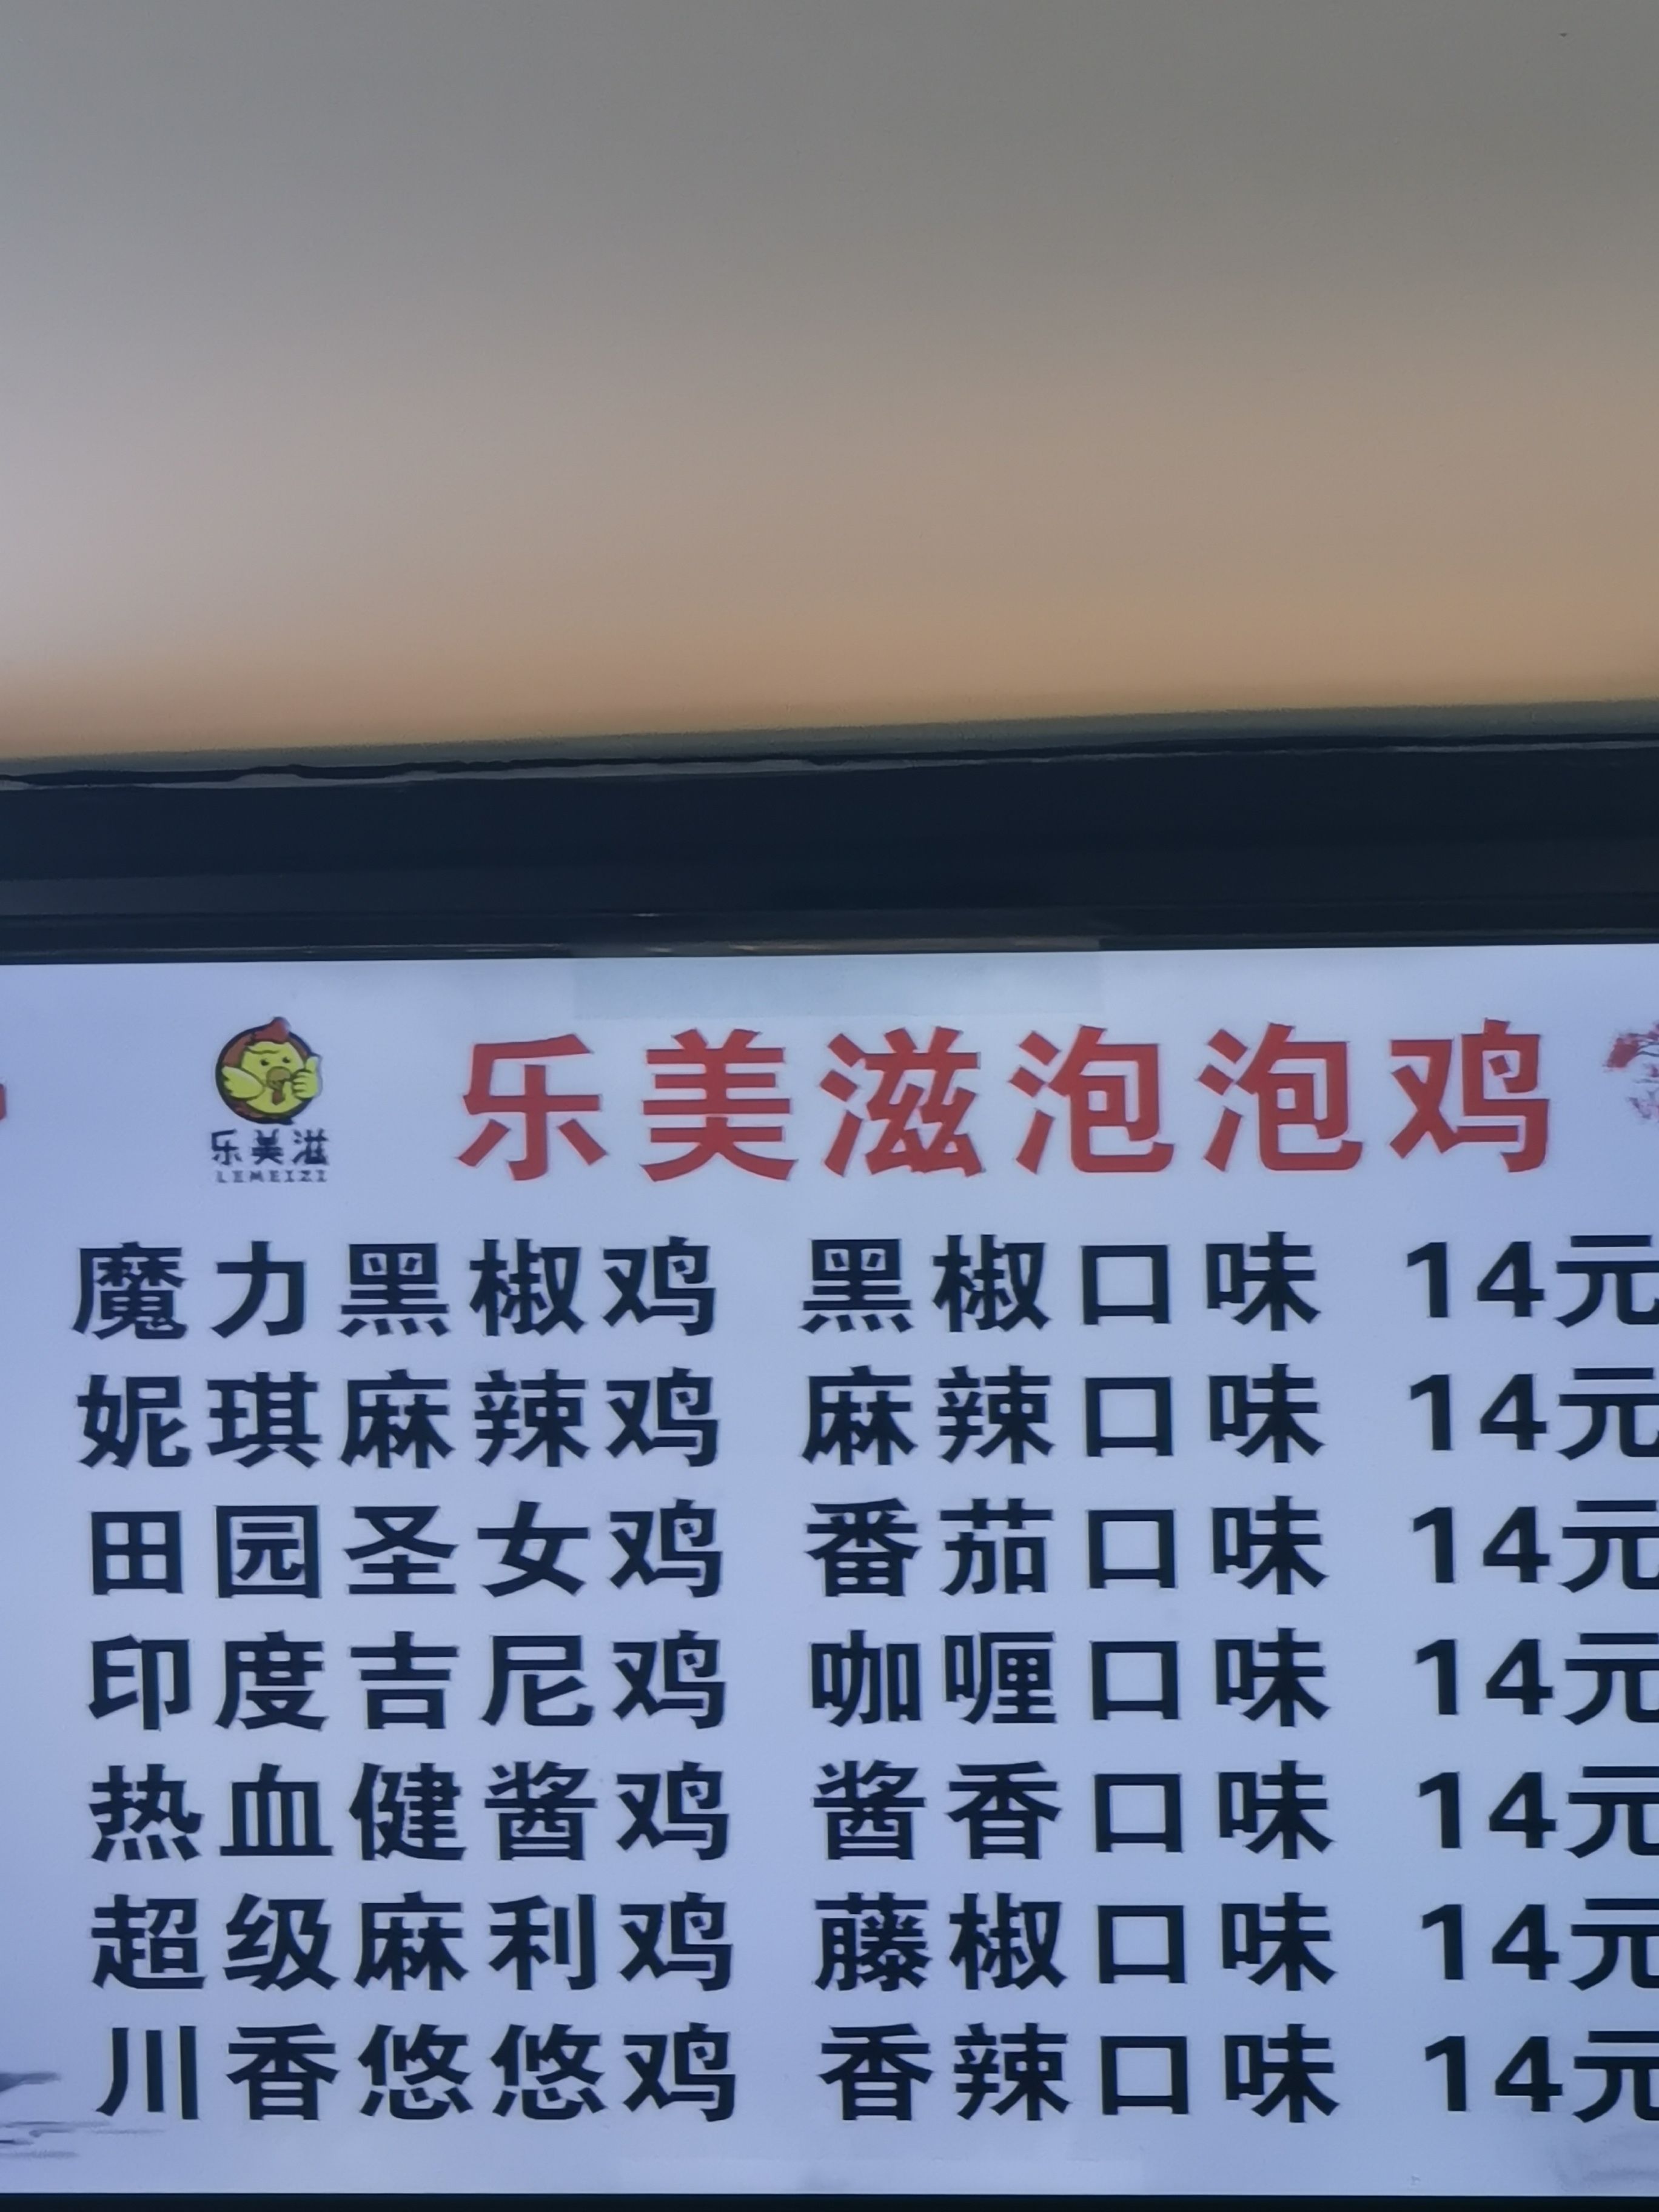 乐美滋泡泡鸡
乐美滋
LEMEIZI
魔力黑椒鸡 黑椒口味 14元
妮琪麻辣鸡 麻辣口味 14元
田园圣女鸡 番茄口味 14元
印度吉尼鸡 咖喱口味 14元
热血健酱鸡 酱香口味 14元
超级麻利鸡 藤椒口味 14元
川香悠悠鸡 香辣口味 14元